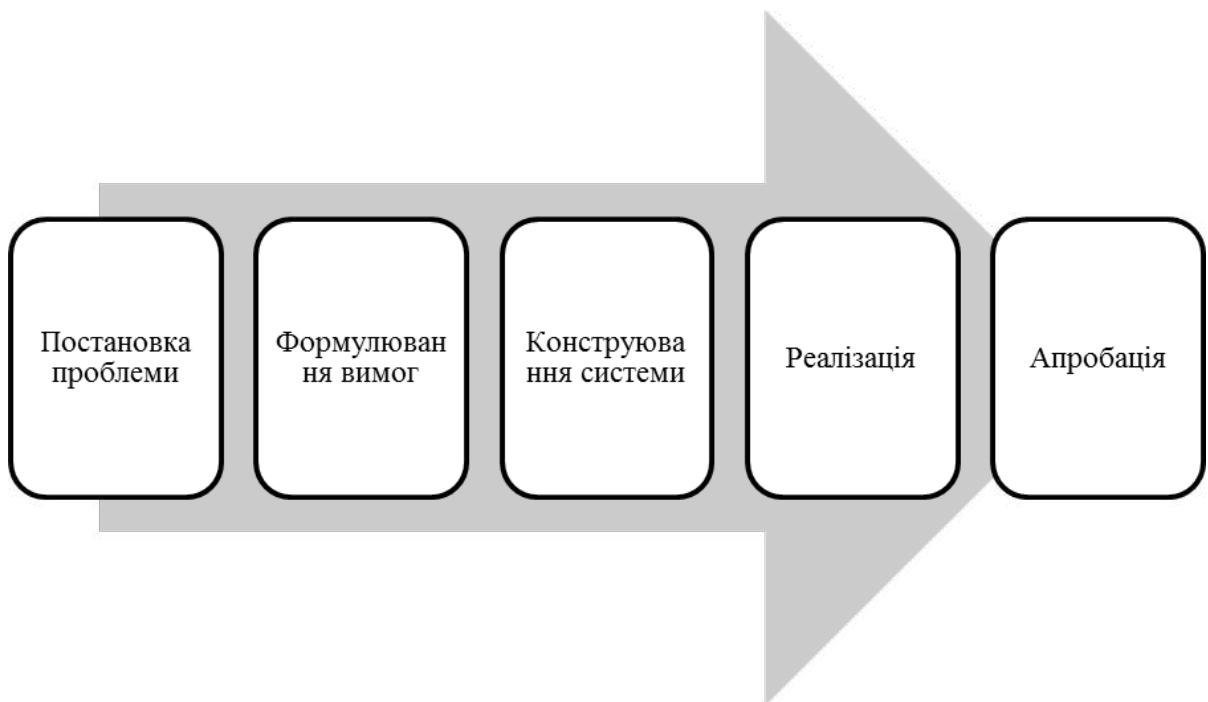 Постановка
проблеми
Формулюван
ня вимог
Конструюва
ння системи
Реалізація
Апробація